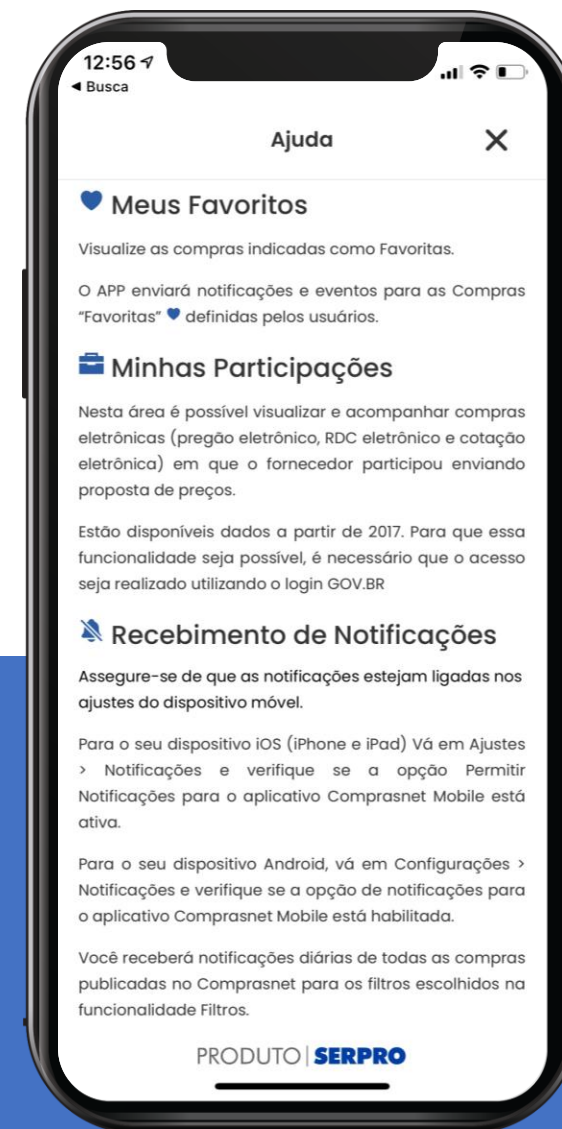 12:56
◄ Busca
Ajuda
Meus Favoritos
Visualize as compras indicadas como Favoritas.
O APP enviará notificações e eventos para as Compras
“Favoritas” definidas pelos usuários.
Minhas Participações
Nesta área é possível visualizar e acompanhar compras
eletrônicas (pregão eletrônico, RDC eletrônico e cotação
eletrônica) em que o fornecedor participou enviando
proposta de preços.
Estão disponíveis dados a partir de 2017. Para que essa
funcionalidade seja possível, é necessário que o acesso
seja realizado utilizando o login GOV.BR
Recebimento de Notificações
Assegure-se de que as notificações estejam ligadas nos
ajustes do dispositivo móvel.
Para o seu dispositivo iOS (iPhone e iPad) Vá em Ajustes
> Notificações e verifique se a opção Permitir
Notificações para o aplicativo Comprasnet Mobile está
ativa.
Para o seu dispositivo Android, vá em Configurações >
Notificações e verifique se a opção de notificações para
o aplicativo Comprasnet Mobile está habilitada.
Você receberá notificações diárias de todas as compras
publicadas no Comprasnet para os filtros escolhidos na
funcionalidade Filtros.
PRODUTO | SERPRO